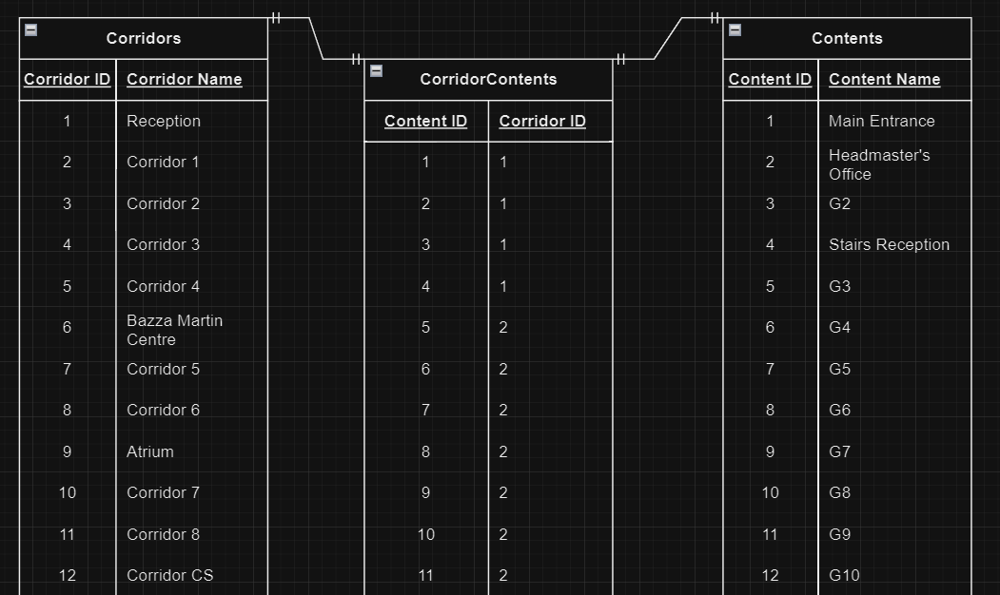 Corridors
Corridor ID Corridor Name
1 Reception
2 Corridor 1
3 Corridor 2
4 Corridor 3
5 Corridor 4
6 Bazza Martin
Centre
7 Corridor 5
8 Corridor 6
9 Atrium
10 Corridor 7
11 Corridor 8
12 Corridor CS
CorridorContents
Content ID Corridor ID
1 1
2 1
3 1
4 1
5 2
6 2
7 2
8 2
9 2
10 2
11 2
Contents
Content ID Content Name
1 Main Entrance
2 Headmaster's
Office
3 G2
4 Stairs Reception
5 G3
6 G4
7 G5
8 G6
9 G7
10 G8
11 G9
12 G10